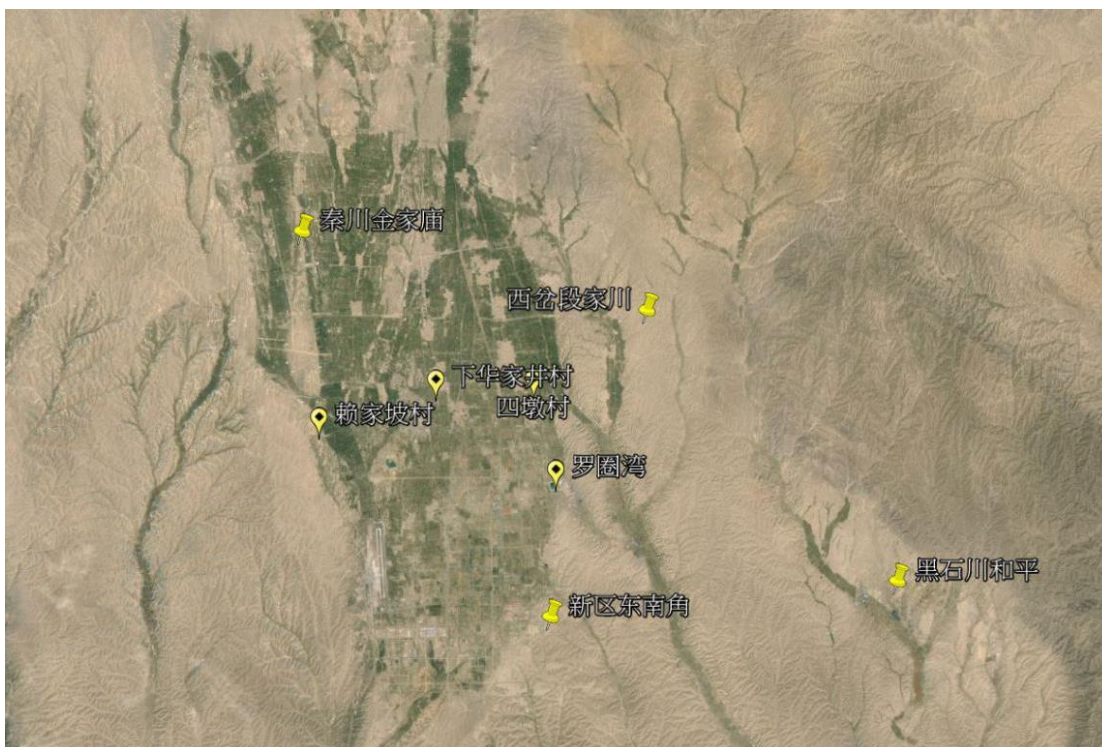 秦川金家庙
西岔段家川
下华家井村
四墩村
赖家坡村
罗圈湾
黑石川和平
新区东南角